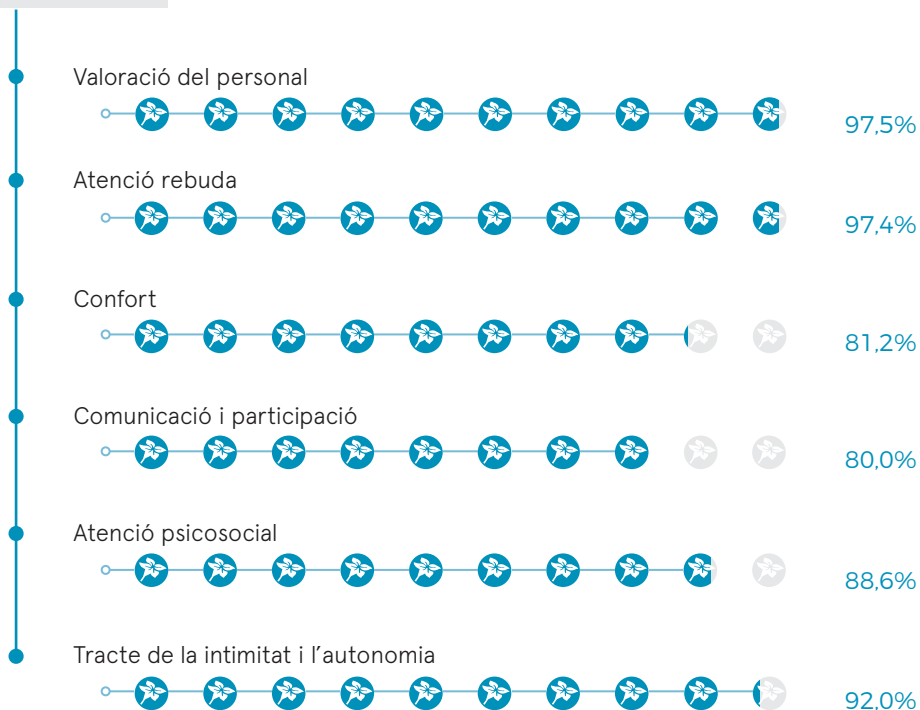 Valoració del personal
97,5%
Atenció rebuda
97,4%
Confort
81,2%
Comunicació i participació
80,0%
Atenció psicosocial
88,6%
Tracte de la intimitat i l’autonomia
92,0%